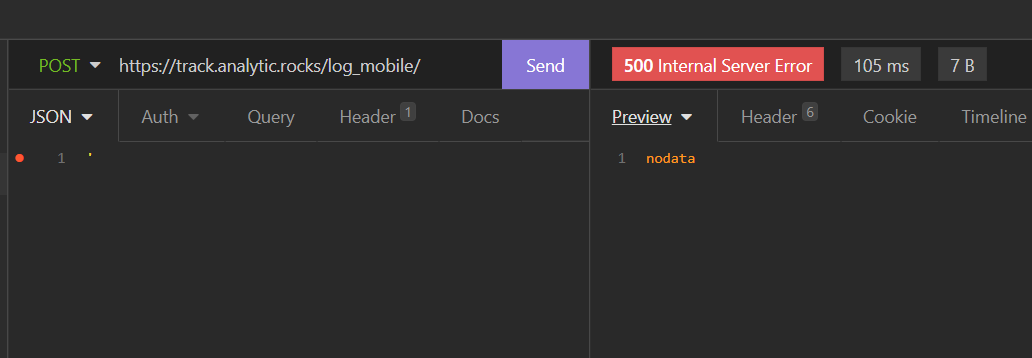 POST https://track.analytic.rocks/log_mobile/ Send 500 Internal Server Error 105 ms 7 B
JSON Auth Query Header 1 Docs Preview Header 6 Cookie Timeline
1 ' 1 nodata